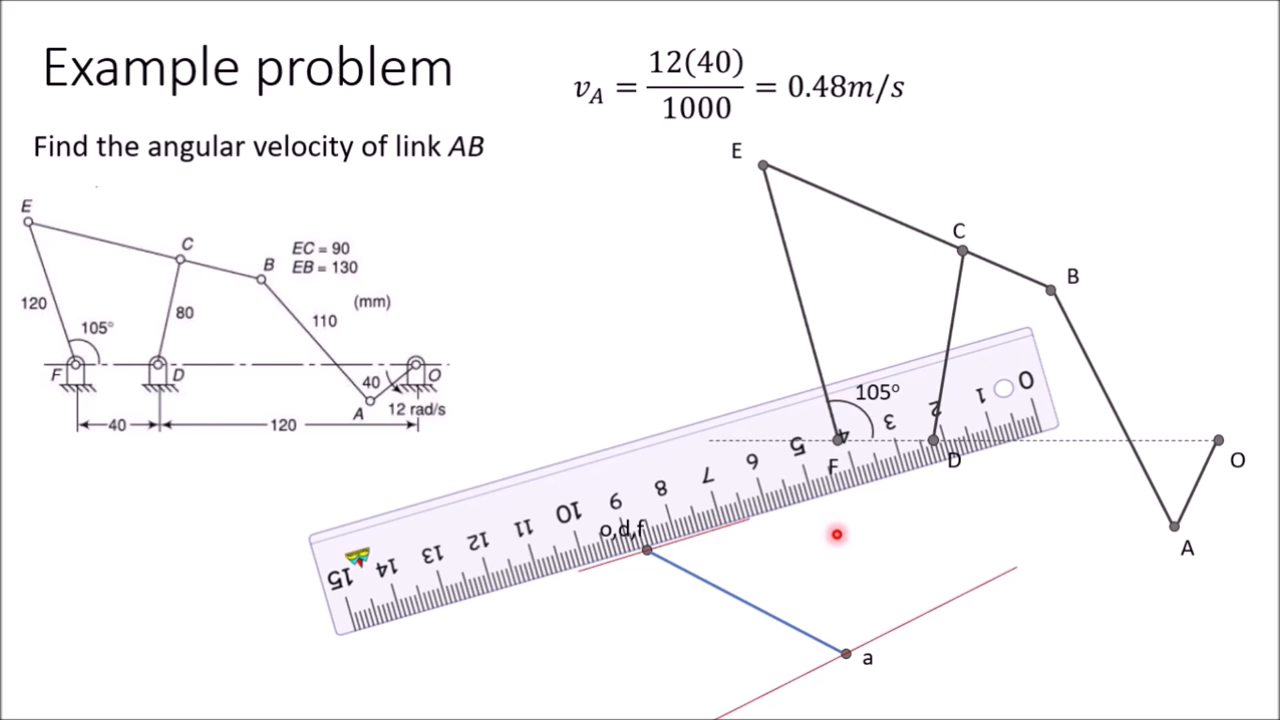 Example problem
v_A = 12(40)/1000 = 0.48m/s
Find the angular velocity of link AB
E
C
B
EC = 90
EB = 130
(mm)
120
105°
80
110
F
D
40
O
A
12 rad/s
40
120
E
C
B
105°
F
D
O
A
0 1 2 3 4 5 6 7 8 9 10 11 12 13 14 15
o,d,f
a